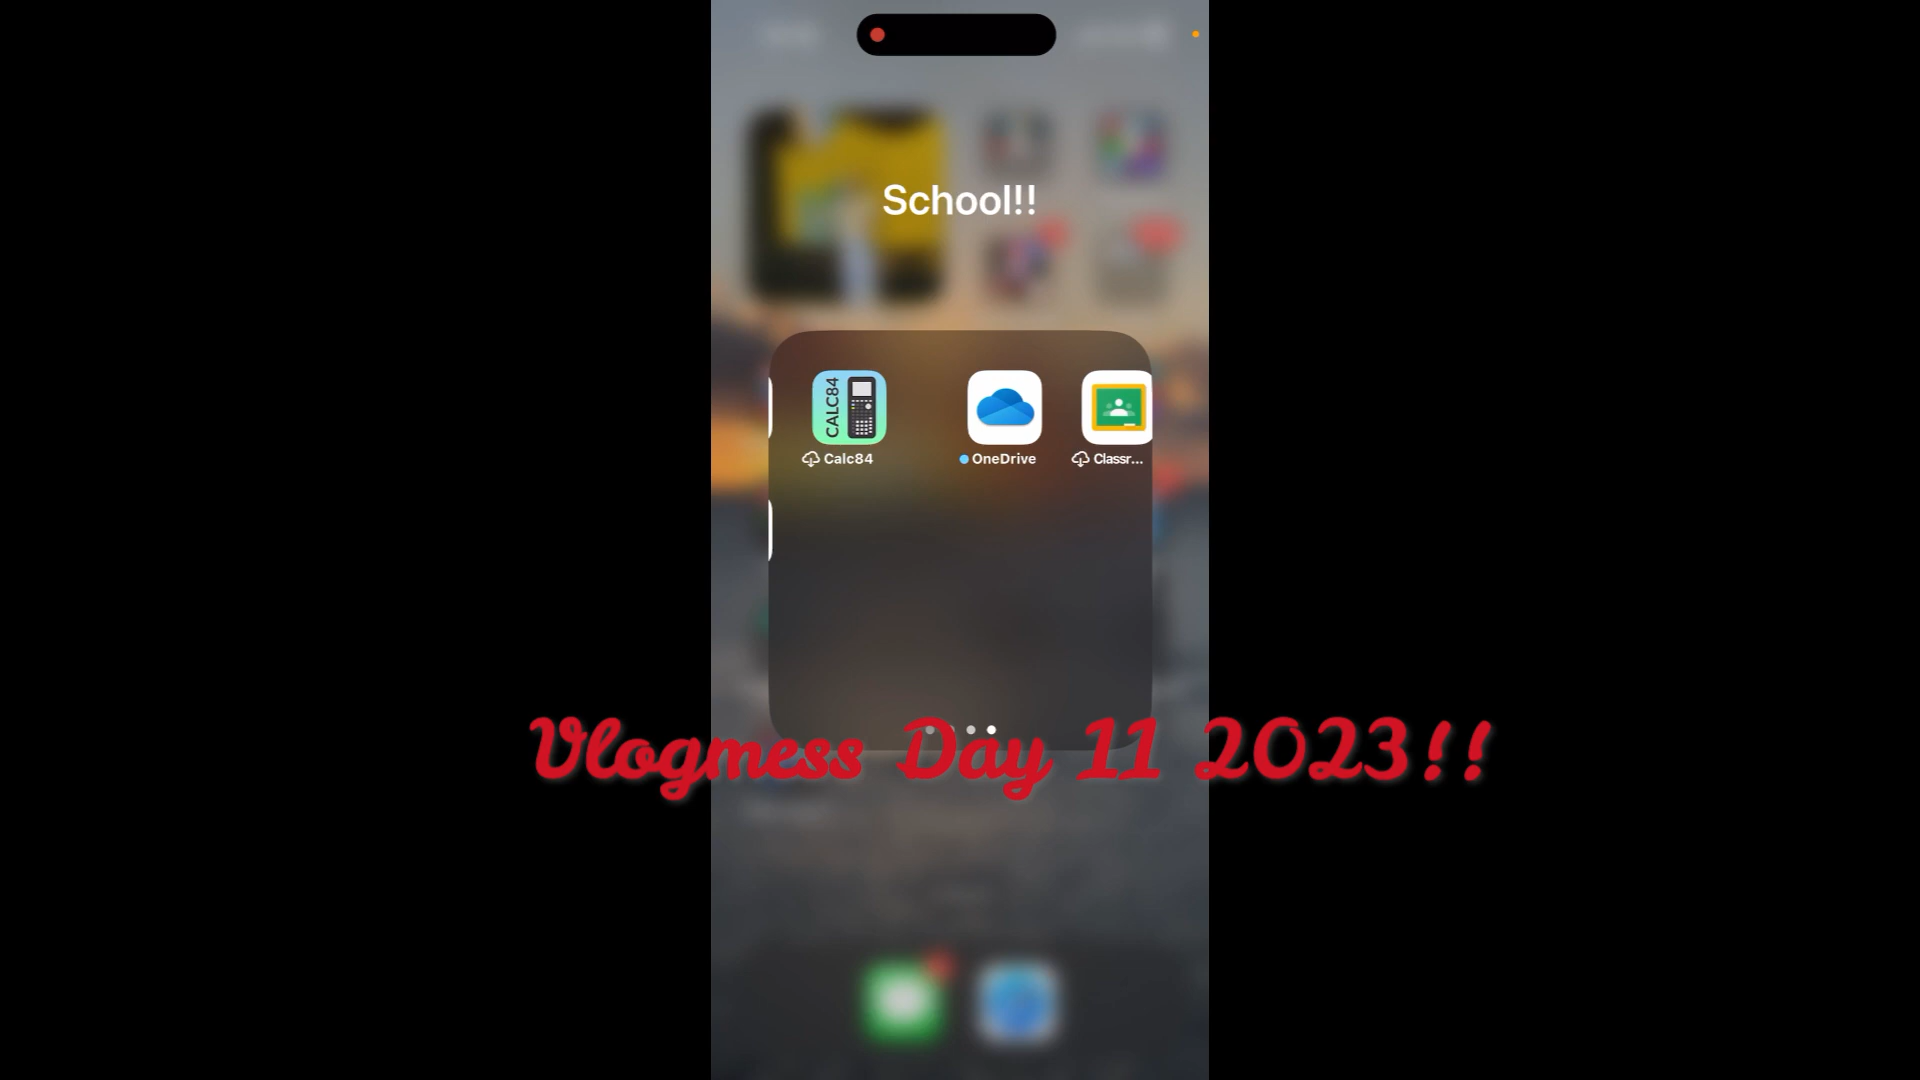 School!!
CALC84
Calc84
OneDrive
Classr...
Vlogmess Day 11 2023!!